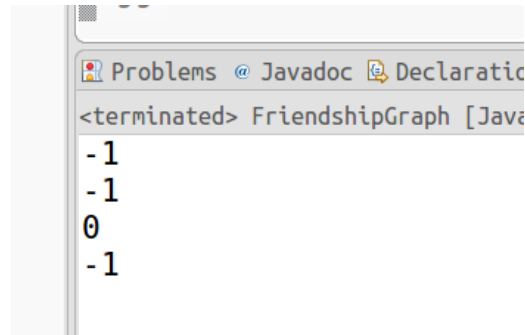 Problems @ Javadoc Declaratio
<terminated> FriendshipGraph [Java
-1
-1
0
-1